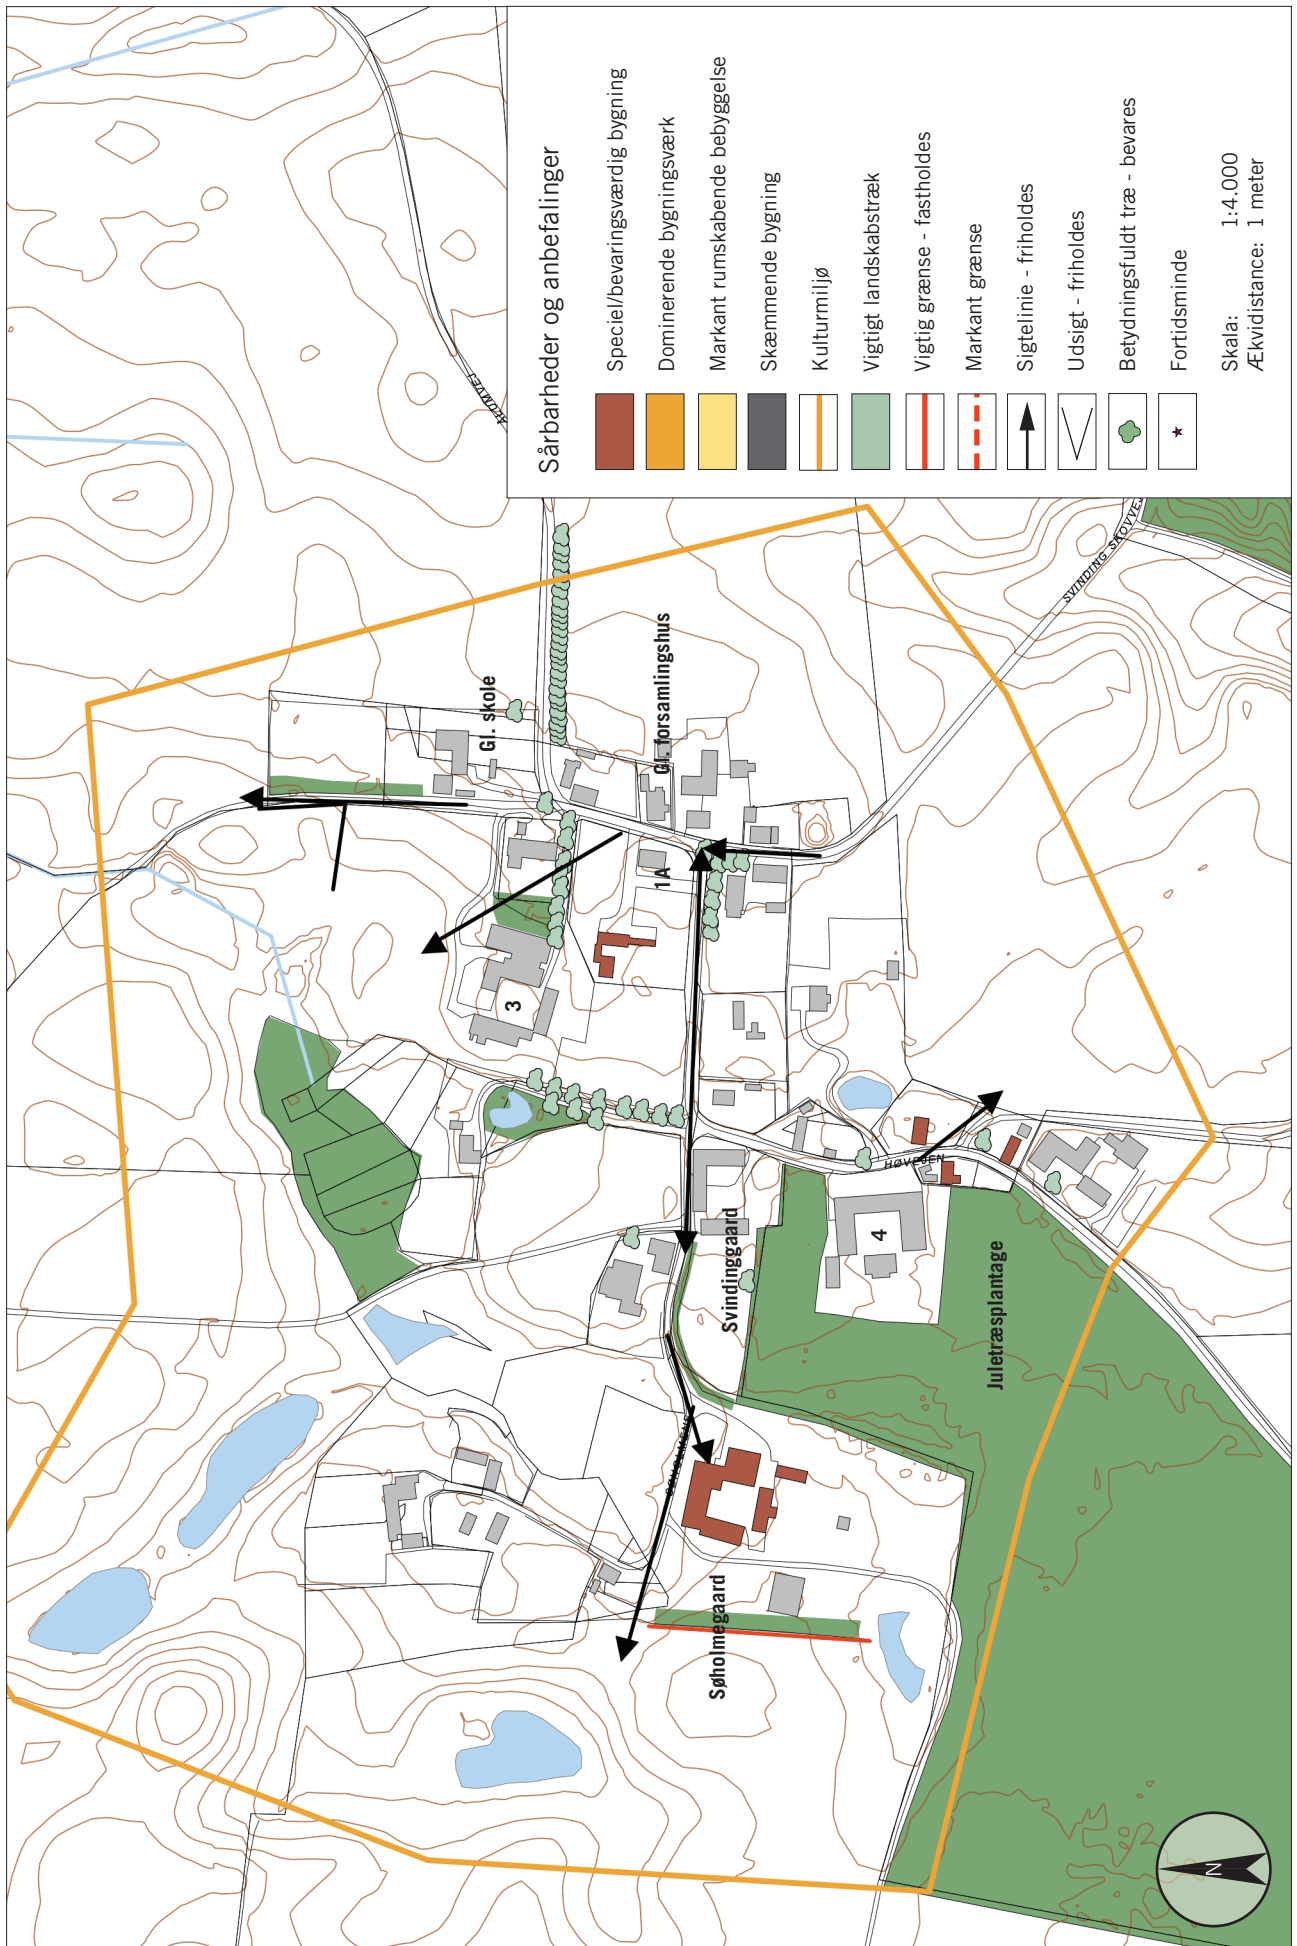 Sårbarheder og anbefalinger
Speciel/bevaringsværdig bygning
Dominerende bygningsværk
Markant rumskabende bebyggelse
Skæmmende bygning
Kulturmiljø
Vigtigt landskabstræk
Vigtig grænse - fastholdes
Markant grænse
Sigtelinie - friholdes
Udsigt - friholdes
Betydningsfuldt træ - bevares
Fortidsminde
Skala: 1:4.000
Ækvidistance: 1 meter
ÅLUMVEJ
SVINDING SKOVVEJ
Gl. skole
Gl. forsamlingshus
1A
3
HØVEJEN
4
Svindinggaard
Juletræsplantage
SØHOLMENE
Søholmegaard
N